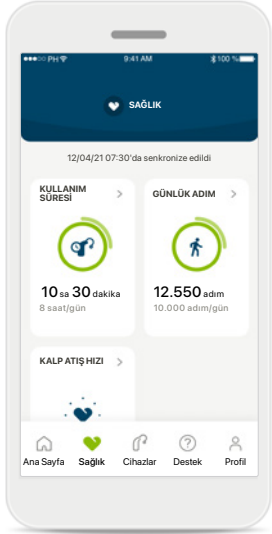 PH 9:41 AM 100 %
SAĞLIK
12/04/21 07:30'da senkronize edildi
KULLANIM
SÜRESİ
10 sa 30 dakika
8 saat/gün
GÜNLÜK ADIM
12.550 adım
10.000 adım/gün
KALP ATIŞ HIZI
Ana Sayfa Sağlık Cihazlar Destek Profil